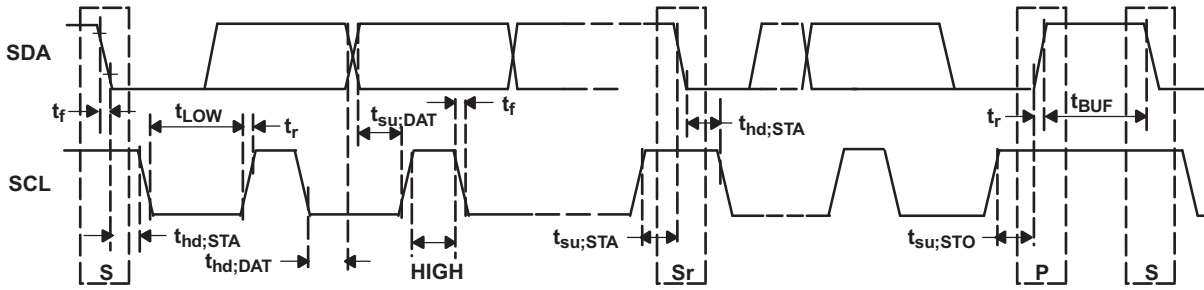 SDA
t_f
t_LOW
t_r
t_su;DAT
t_f
t_hd;STA
t_r
t_BUF
SCL
t_hd;STA
t_hd;DAT
HIGH
t_su;STA
t_su;STO
S
Sr
P
S